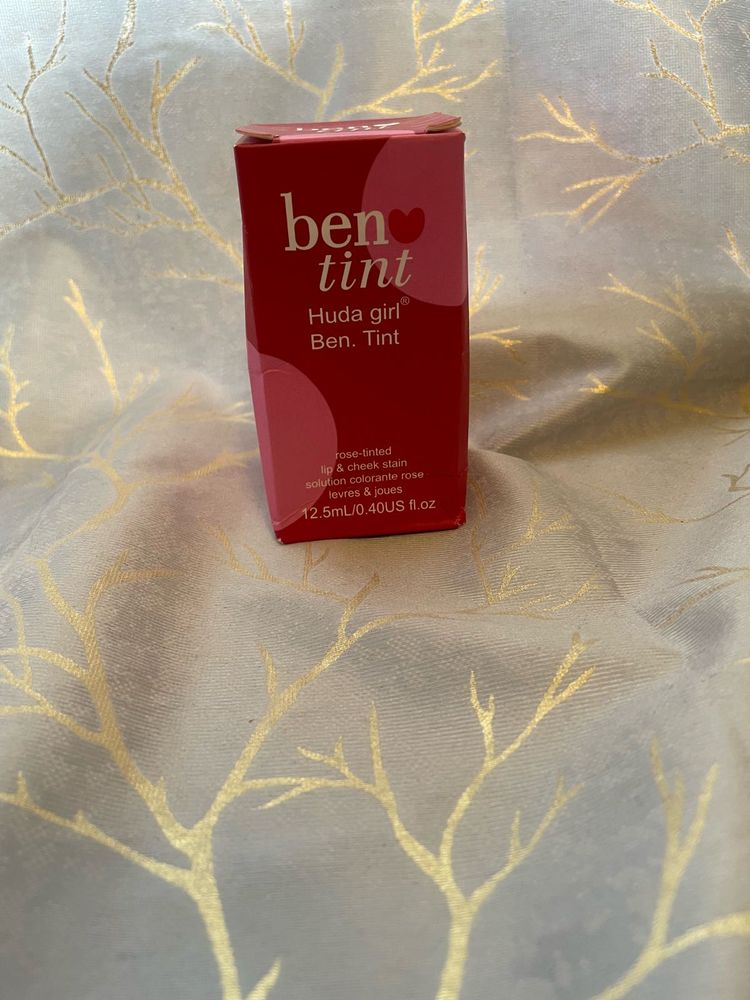 ben
tint
Huda girl®
Ben. Tint
rose-tinted
lip & cheek stain
solution colorante rose
levres & joues
12.5mL/0.40US fl.oz